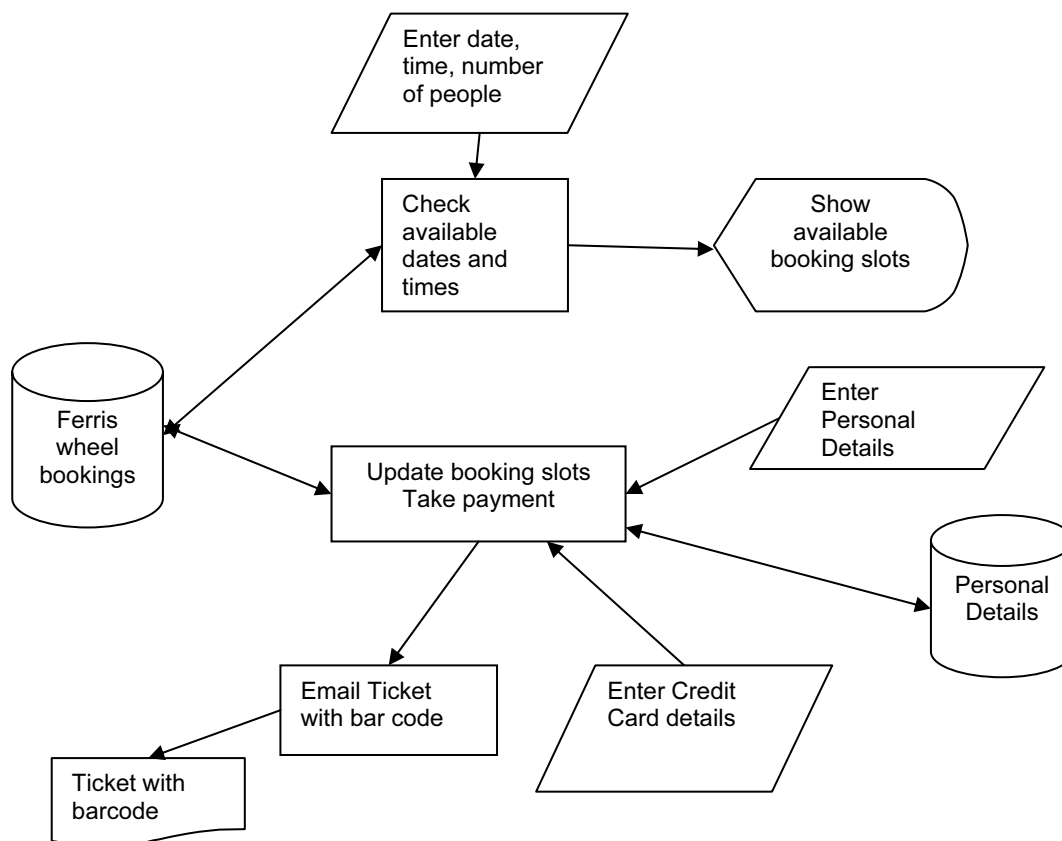 Enter date,
time, number
of people
Check
available
dates and
times
Show
available
booking slots
Ferris
wheel
bookings
Enter
Personal
Details
Update booking slots
Take payment
Personal
Details
Email Ticket
with bar code
Enter Credit
Card details
Ticket with
barcode